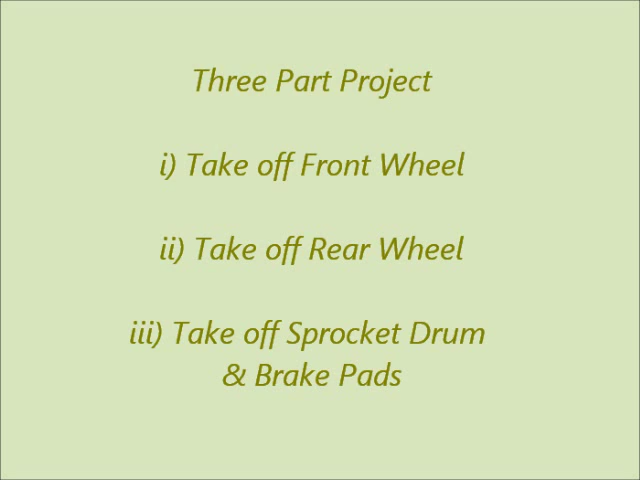 Three Part Project
i) Take off Front Wheel
ii) Take off Rear Wheel
iii) Take off Sprocket Drum
& Brake Pads